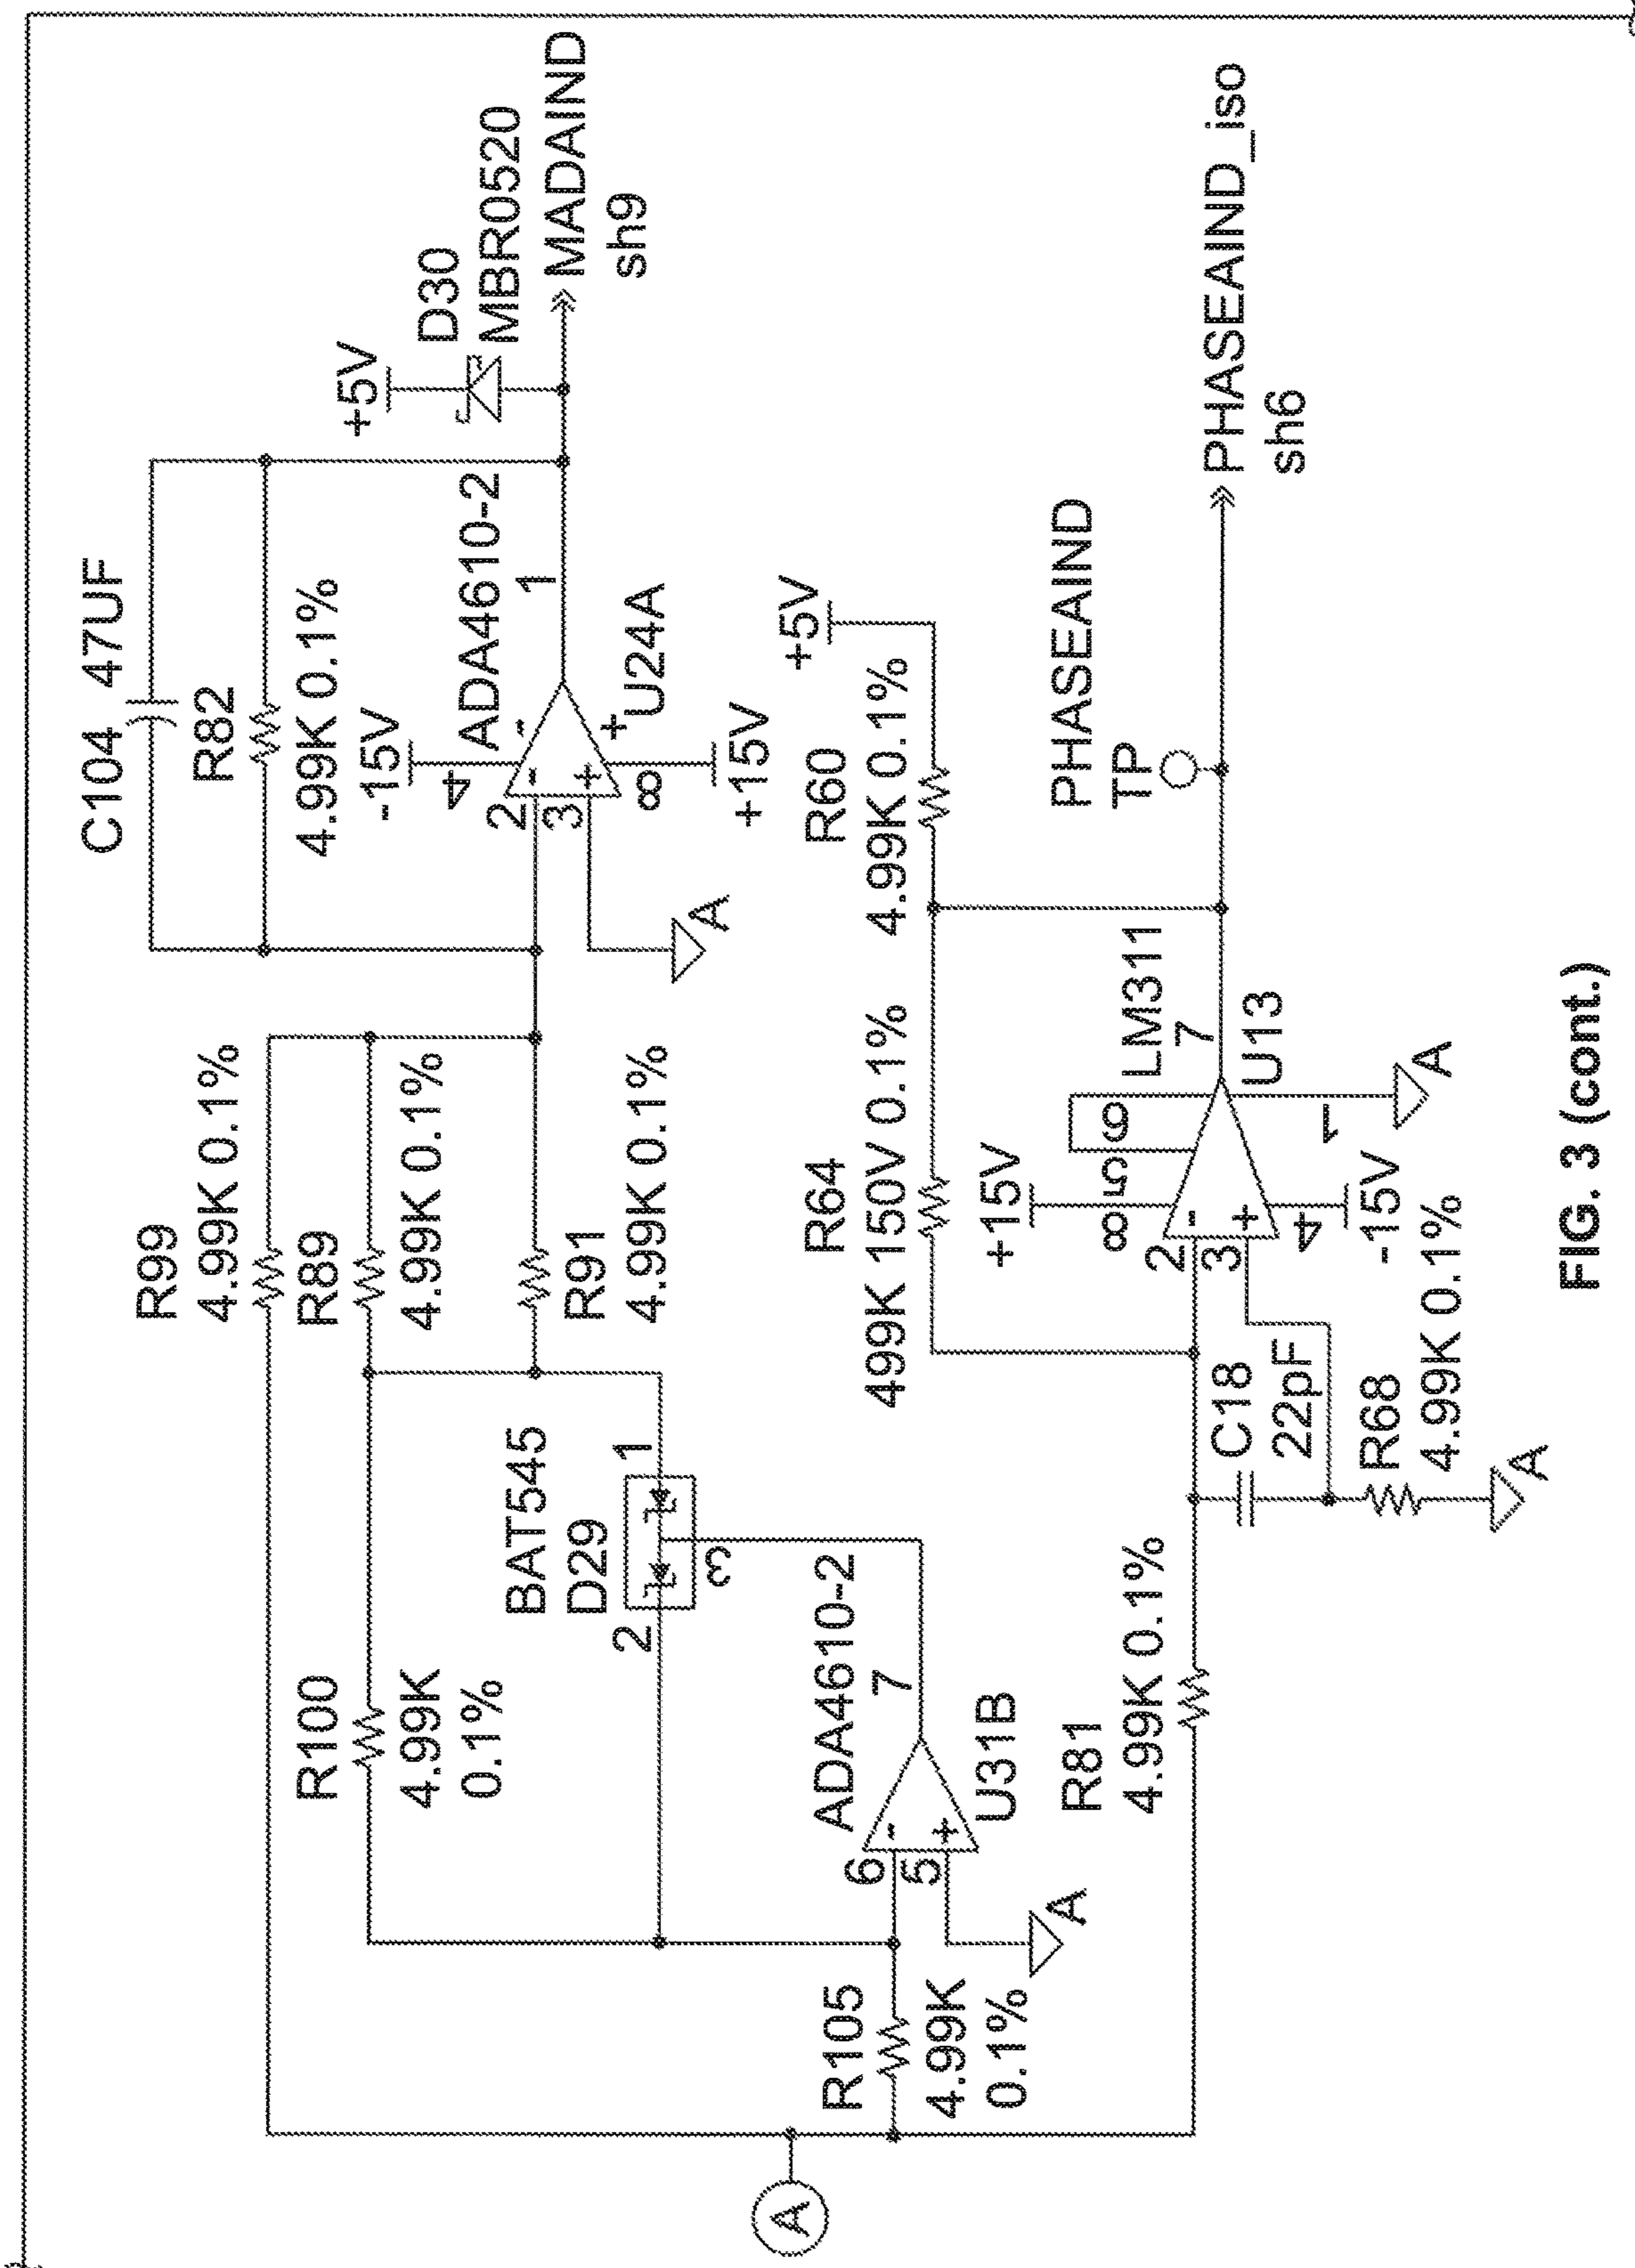 C104 47UF
R82
4.99K 0.1%
R99
4.99K 0.1%
R89
4.99K 0.1%
R91
4.99K 0.1%
-15V
4
ADA4610-2
1
2
-
-
3
+
+
8
U24A
+15V
A
+5V
D30
MBR0520
MADAIND
sh9
R100
4.99K
0.1%
BAT545
D29
2
1
3
ADA4610-2
7
6
-
5
+
U31B
A
R105
4.99K
0.1%
A
R81
4.99K 0.1%
R64
499K 150V 0.1%
R60
4.99K 0.1%
+5V
+15V
8
5
6
LM311
7
2
-
3
+
4
1
U13
-15V
A
C18
22pF
R68
4.99K 0.1%
A
PHASEAIND
TP
PHASEAIND_iso
sh6
FIG. 3 (cont.)